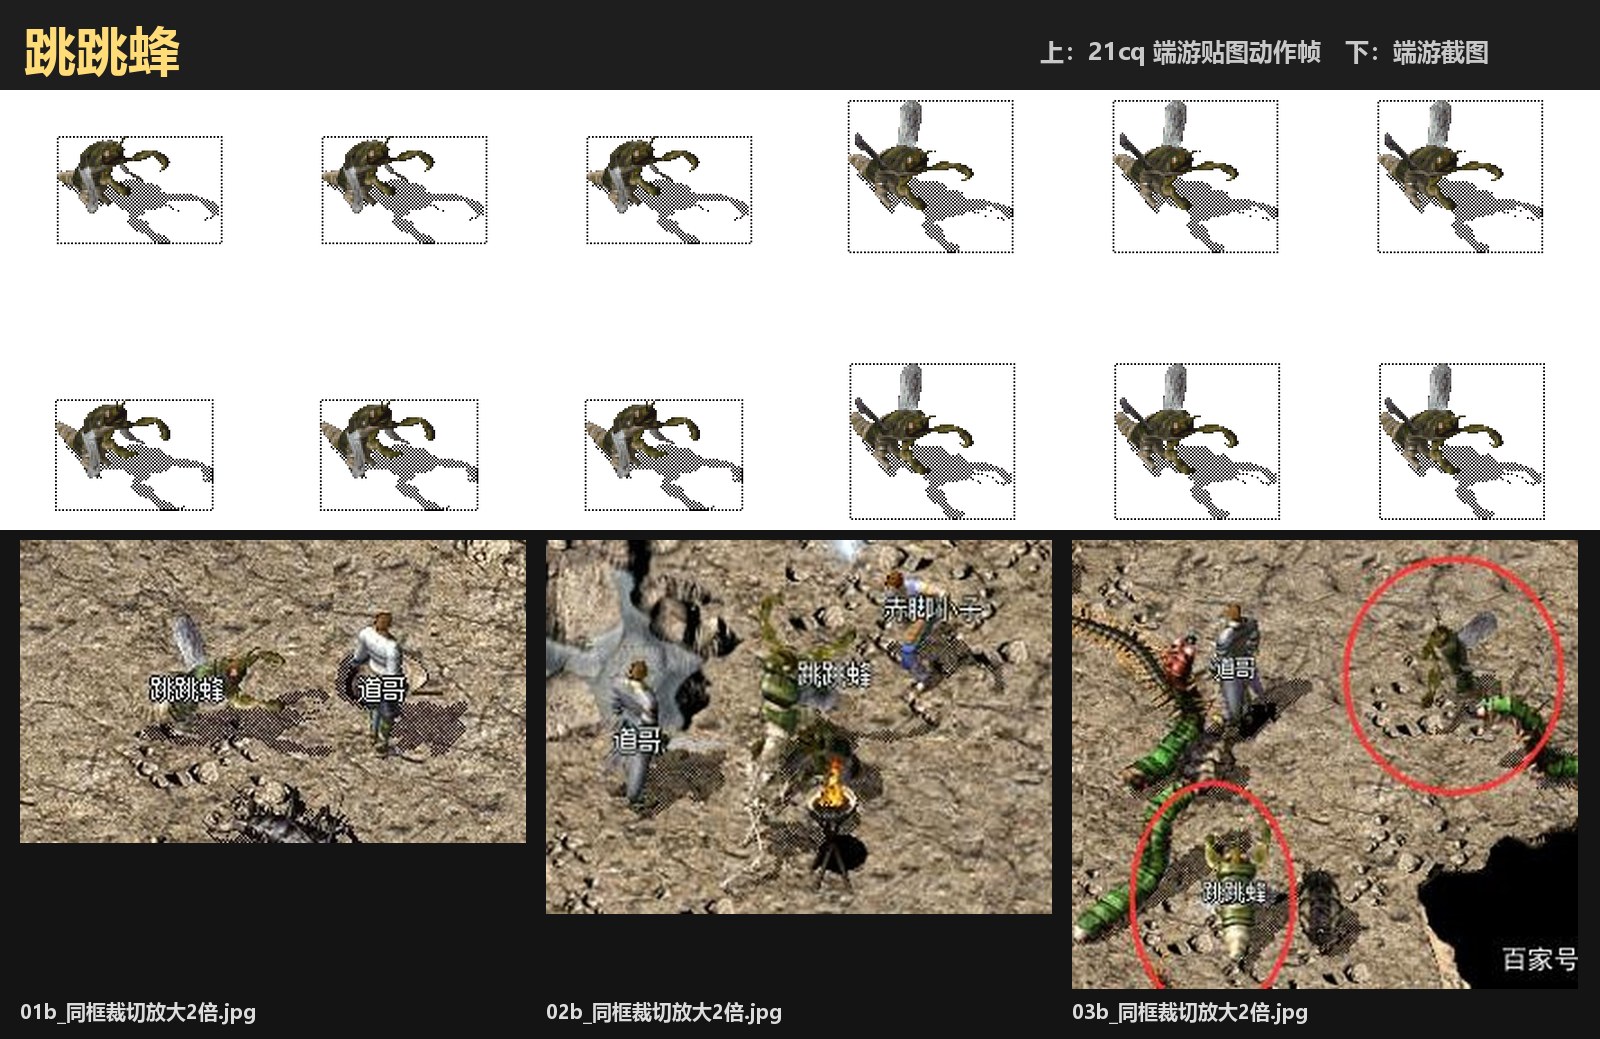 跳跳蜂
上：21cq 端游贴图动作帧　下：端游截图
跳跳蜂
道哥
赤脚小子
跳跳蜂
道哥
道哥
跳跳蜂
百家号
01b_同框裁切放大2倍.jpg
02b_同框裁切放大2倍.jpg
03b_同框裁切放大2倍.jpg